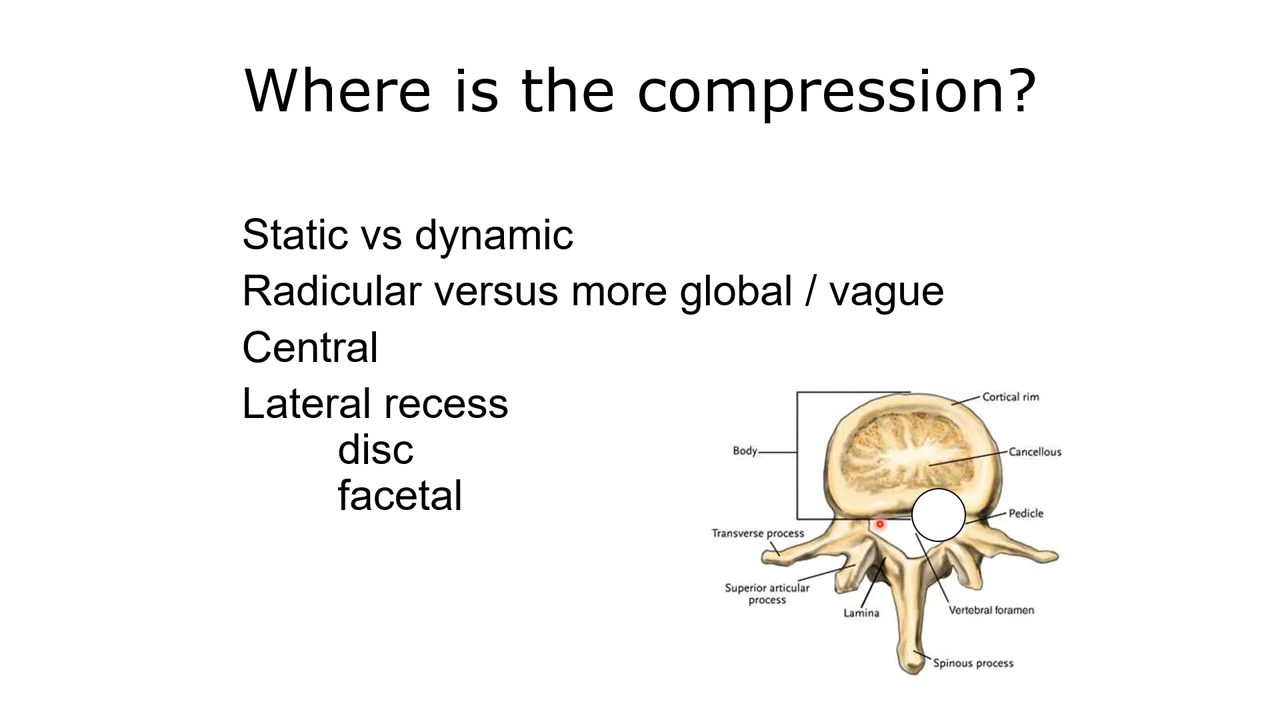 Where is the compression?
Static vs dynamic
Radicular versus more global / vague
Central
Lateral recess
disc
facetal
Cortical rim
Body
Cancellous
Pedicle
Transverse process
Superior articular
process
Lamina
Vertebral foramen
Spinous process